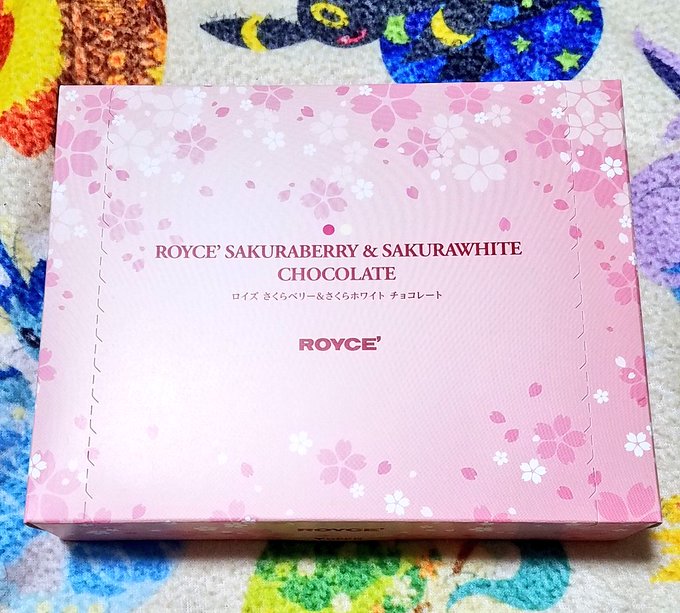 ROYCE' SAKURABERRY & SAKURAWHITE
CHOCOLATE
ロイズ さくらベリー&さくらホワイト チョコレート
ROYCE'
ROYCE'